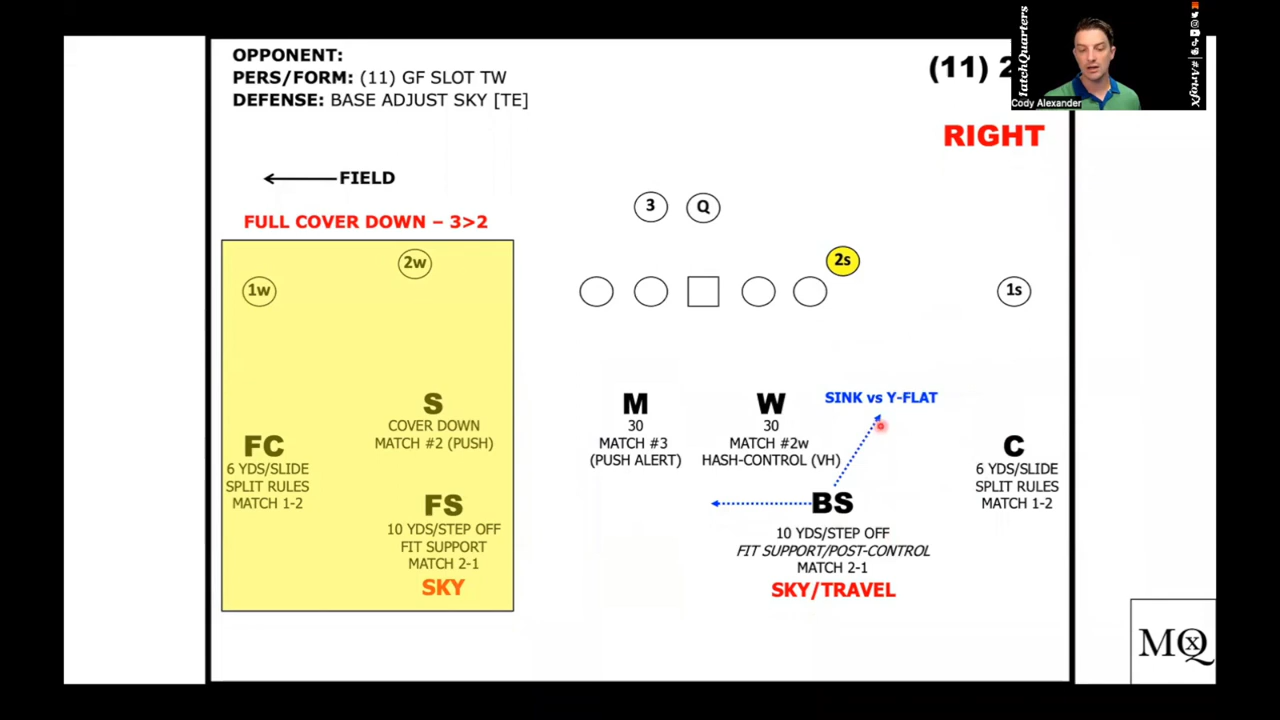 OPPONENT:
PERS/FORM: (11) GF SLOT TW
DEFENSE: BASE ADJUST SKY [TE]
(11) 2
MatchQuarters
#ArtofX
Cody Alexander
RIGHT
FIELD
FULL COVER DOWN – 3>2
3
Q
2w
2s
1w
1s
S
COVER DOWN
MATCH #2 (PUSH)
M
30
MATCH #3
(PUSH ALERT)
W
30
MATCH #2w
HASH-CONTROL (VH)
SINK vs Y-FLAT
FC
6 YDS/SLIDE
SPLIT RULES
MATCH 1-2
C
6 YDS/SLIDE
SPLIT RULES
MATCH 1-2
FS
10 YDS/STEP OFF
FIT SUPPORT
MATCH 2-1
SKY
BS
10 YDS/STEP OFF
FIT SUPPORT/POST-CONTROL
MATCH 2-1
SKY/TRAVEL
MQx